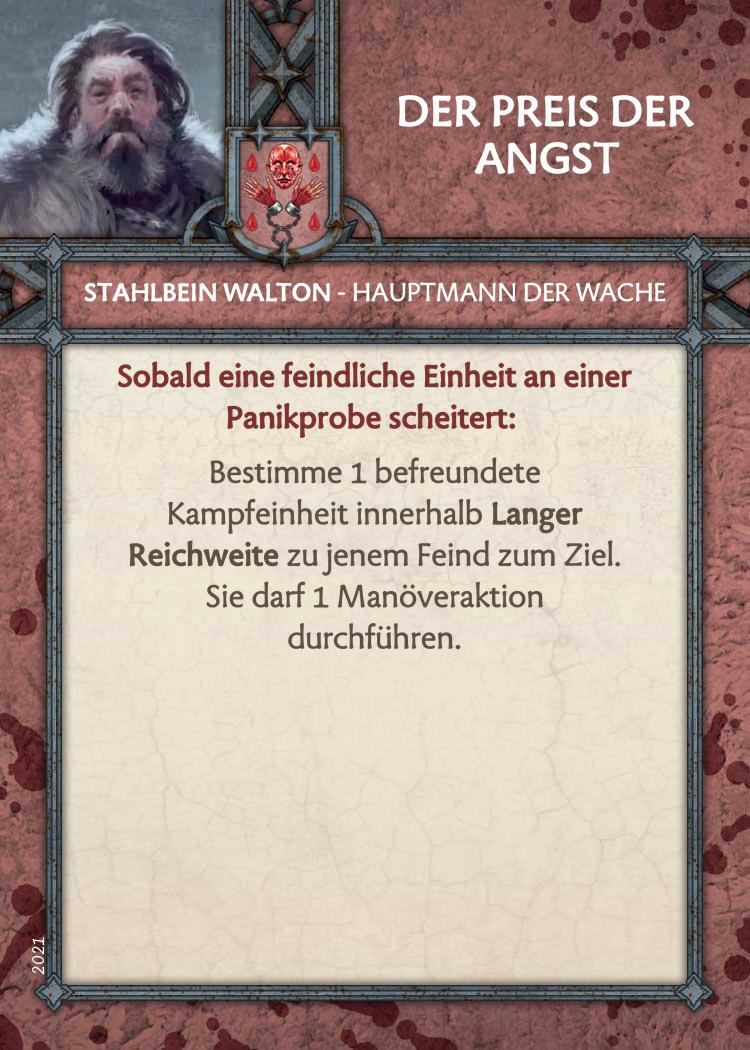 DER PREIS DER
ANGST
STAHLBEIN WALTON - HAUPTMANN DER WACHE
Sobald eine feindliche Einheit an einer
Panikprobe scheitert:
Bestimme 1 befreundete
Kampfeinheit innerhalb Langer
Reichweite zu jenem Feind zum Ziel.
Sie darf 1 Manöveraktion
durchführen.
2021